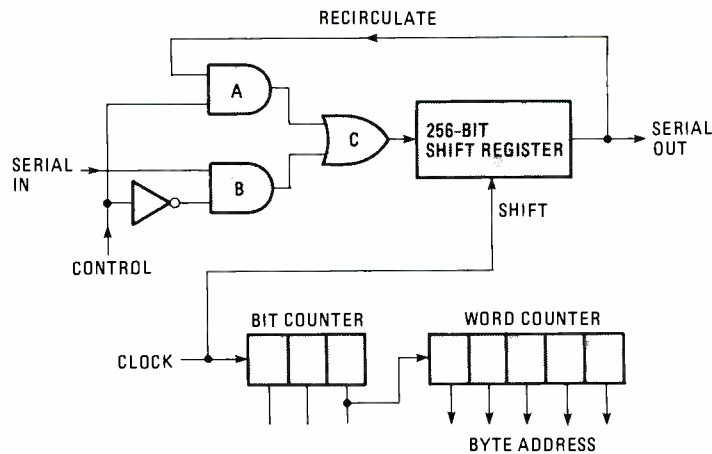 RECIRCULATE
A
C
256-BIT
SHIFT REGISTER
SERIAL
OUT
SERIAL
IN
B
SHIFT
CONTROL
BIT COUNTER
WORD COUNTER
CLOCK
BYTE ADDRESS